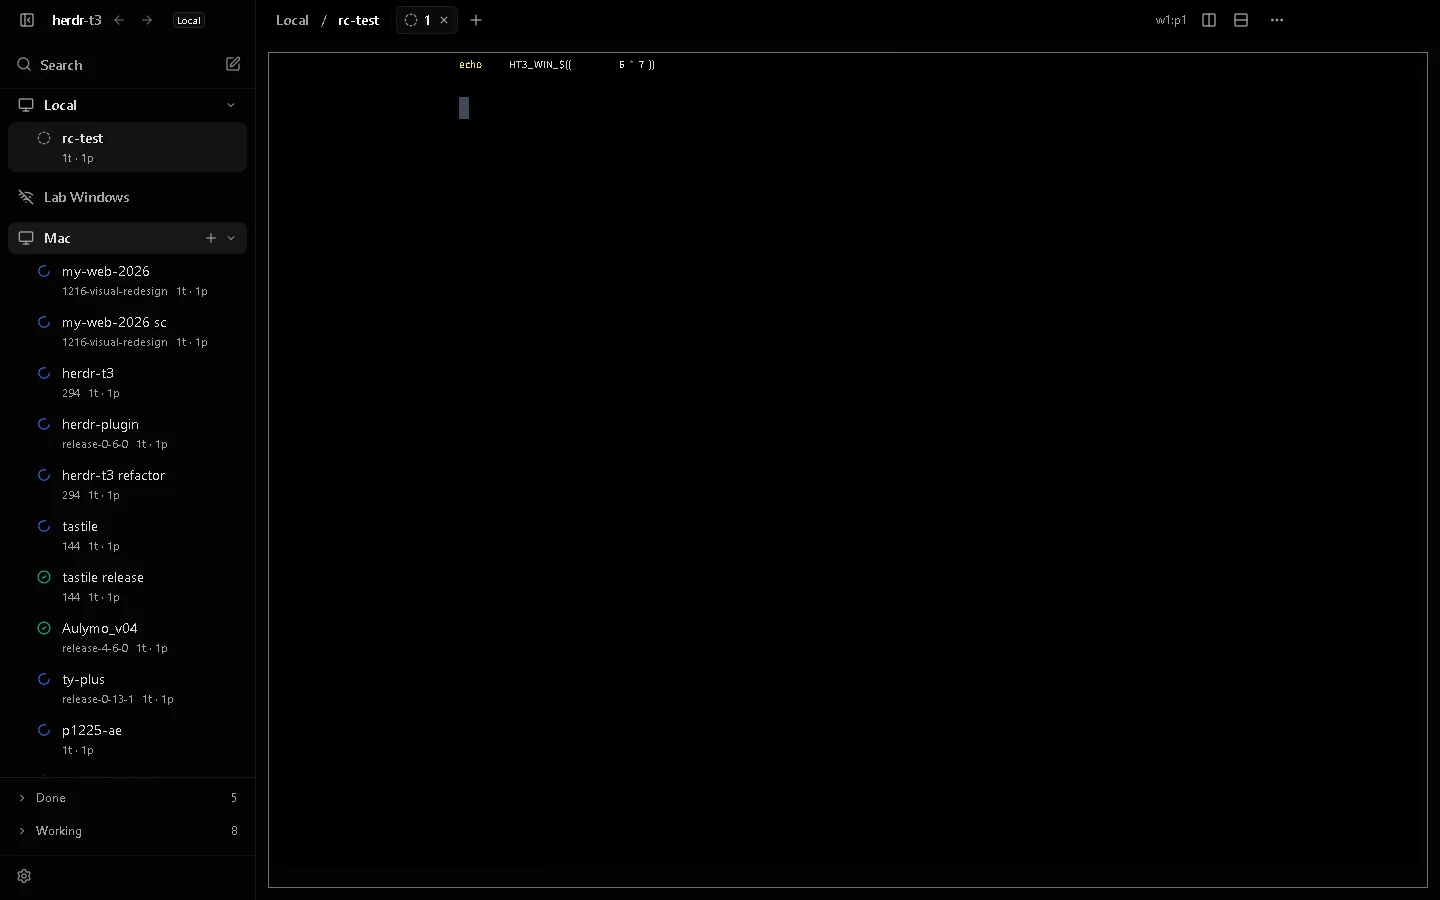 herdr-t3
Local
Local / rc-test
1
w1:p1
Search
Local
rc-test
1t · 1p
Lab Windows
Mac
my-web-2026
1216-visual-redesign 1t · 1p
my-web-2026 sc
1216-visual-redesign 1t · 1p
herdr-t3
294 1t · 1p
herdr-plugin
release-0-6-0 1t · 1p
herdr-t3 refactor
294 1t · 1p
tastile
144 1t · 1p
tastile release
144 1t · 1p
Aulymo_v04
release-4-6-0 1t · 1p
ty-plus
release-0-13-1 1t · 1p
p1225-ae
1t · 1p
Done 5
Working 8
echo HT3_WIN_$(( 6 * 7 ))